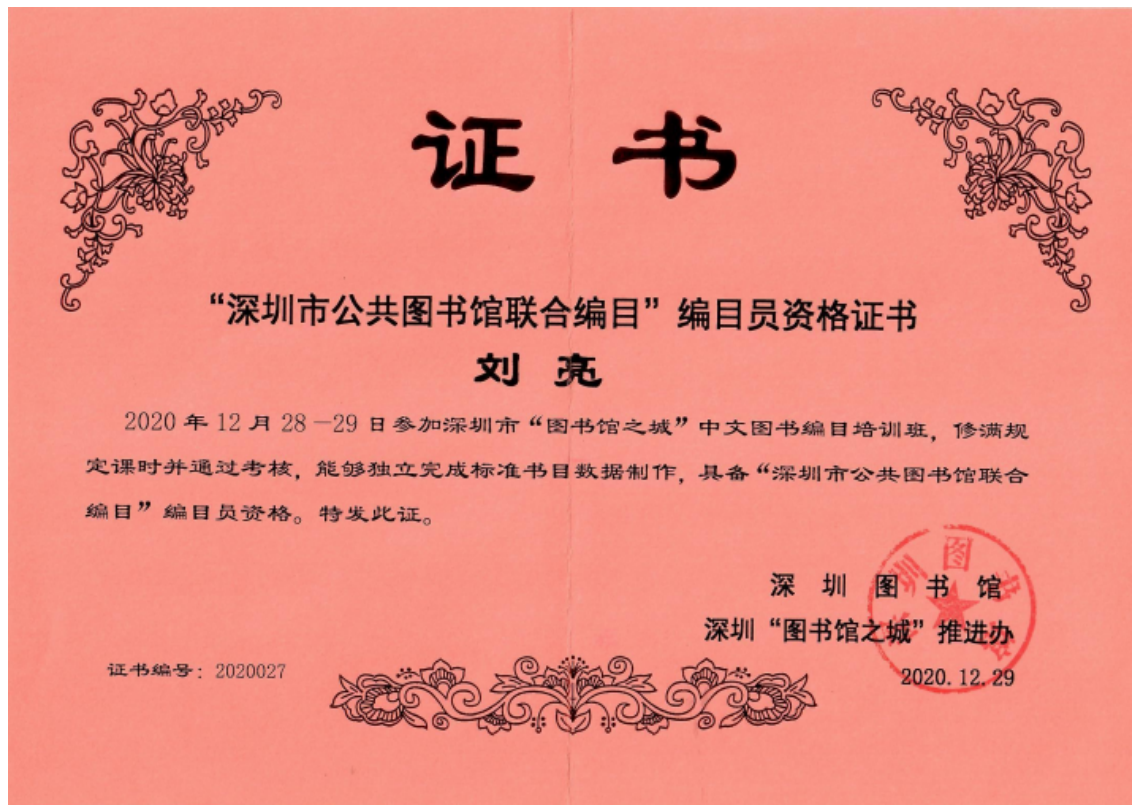 证书
“深圳市公共图书馆联合编目”编目员资格证书
刘亮
2020年12月28-29日参加深圳市“图书馆之城”中文图书编目培训班，修满规
定课时并通过考核，能够独立完成标准书目数据制作，具备“深圳市公共图书馆联合
编目”编目员资格。特发此证。
深圳图书馆
深圳图书馆
深圳“图书馆之城”推进办
证书编号：2020027
2020.12.29